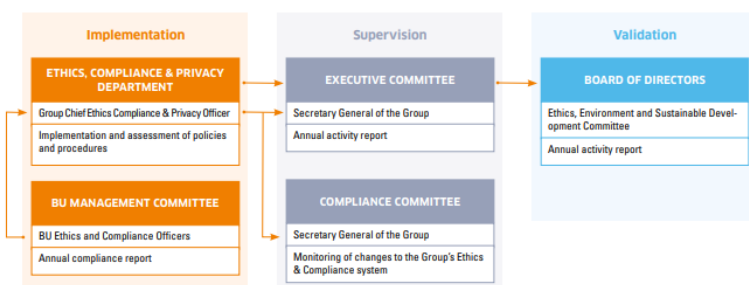 Implementation
ETHICS, COMPLIANCE & PRIVACY
DEPARTMENT
Group Chief Ethics Compliance & Privacy Officer
Implementation and assessment of policies
and procedures
BU MANAGEMENT COMMITTEE
BU Ethics and Compliance Officers
Annual compliance report
Supervision
EXECUTIVE COMMITTEE
Secretary General of the Group
Annual activity report
COMPLIANCE COMMITTEE
Secretary General of the Group
Monitoring of changes to the Group's Ethics
& Compliance system
Validation
BOARD OF DIRECTORS
Ethics, Environment and Sustainable Devel-
opment Committee
Annual activity report